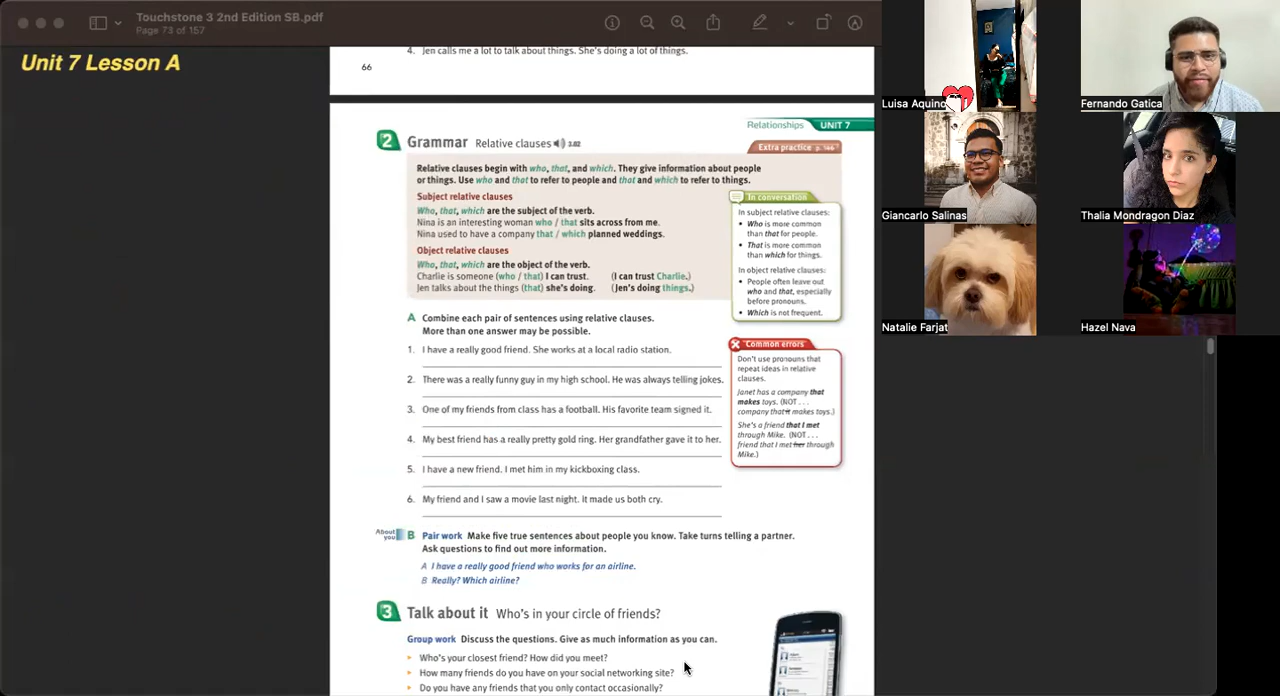 Touchstone 3 2nd Edition SB.pdf
Page 73 of 157
Unit 7 Lesson A
4. Jen calls me a lot to talk about things. She's doing a lot of things.
66
Relationships UNIT 7
2 Grammar Relative clauses 3.02
Extra practice p. 146
Relative clauses begin with who, that, and which. They give information about people
or things. Use who and that to refer to people and that and which to refer to things.
Subject relative clauses
Who, that, which are the subject of the verb.
Nina is an interesting woman who / that sits across from me.
Nina used to have a company that / which planned weddings.
Object relative clauses
Who, that, which are the object of the verb.
Charlie is someone (who / that) I can trust. (I can trust Charlie.)
Jen talks about the things (that) she's doing. (Jen's doing things.)
In conversation
In subject relative clauses:
• Who is more common
than that for people.
• That is more common
than which for things.
In object relative clauses:
• People often leave out
who and that, especially
before pronouns.
• Which is not frequent.
A Combine each pair of sentences using relative clauses.
More than one answer may be possible.
1. I have a really good friend. She works at a local radio station.
2. There was a really funny guy in my high school. He was always telling jokes.
3. One of my friends from class has a football. His favorite team signed it.
4. My best friend has a really pretty gold ring. Her grandfather gave it to her.
5. I have a new friend. I met him in my kickboxing class.
6. My friend and I saw a movie last night. It made us both cry.
Common errors
Don't use pronouns that
repeat ideas in relative
clauses.
Janet has a company that
makes toys. (NOT . . .
company that it makes toys.)
She's a friend that I met
through Mike. (NOT . . .
friend that I met her through
Mike.)
About
you
B Pair work Make five true sentences about people you know. Take turns telling a partner.
Ask questions to find out more information.
A I have a really good friend who works for an airline.
B Really? Which airline?
3 Talk about it Who's in your circle of friends?
Group work Discuss the questions. Give as much information as you can.
Who's your closest friend? How did you meet?
How many friends do you have on your social networking site?
Do you have any friends that you only contact occasionally?
Luisa Aquino
Fernando Gatica
Giancarlo Salinas
Thalia Mondragon Diaz
Natalie Farjat
Hazel Nava